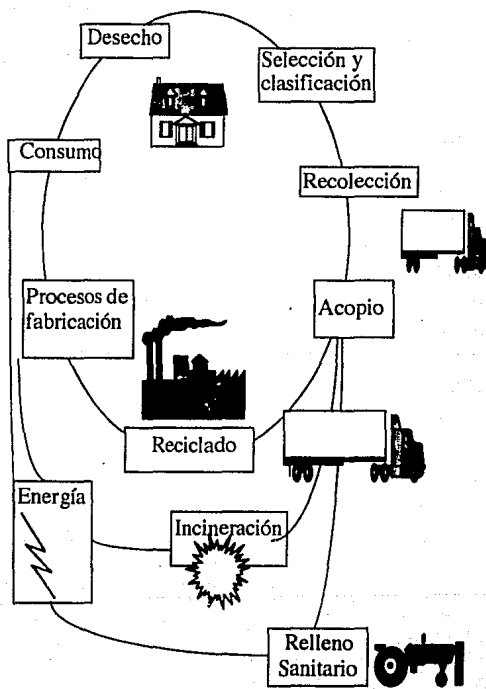 Desecho
Selección y
clasificación
Consumo
Recolección
Procesos de
fabricación
Acopio
Reciclado
Energía
Incineración
Relleno
Sanitario